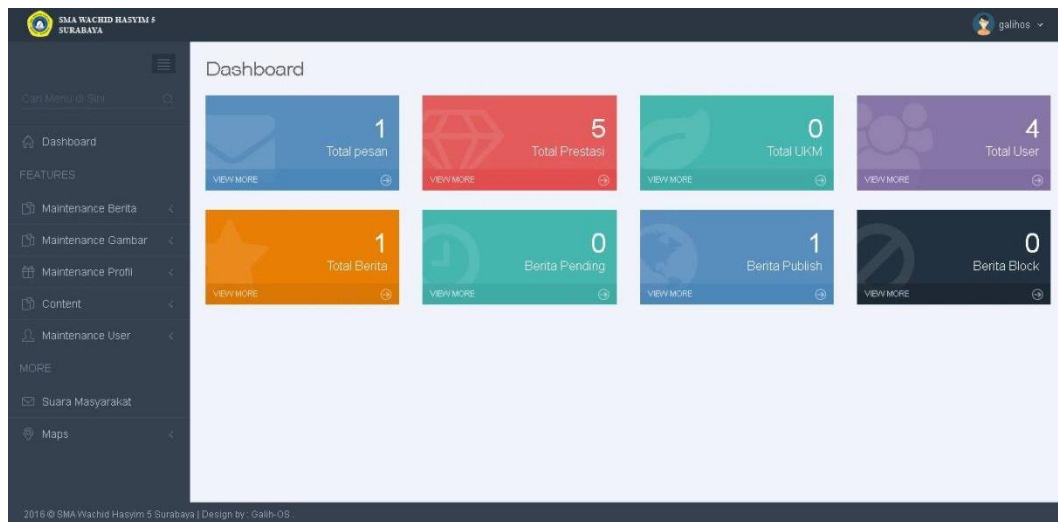 SMA WACHID HASYIM 5
SURABAYA
galihos
Cari Menu di Sini
Dashboard
FEATURES
Maintenance Berita
Maintenance Gambar
Maintenance Profil
Content
Maintenance User
MORE
Suara Masyarakat
Maps
Dashboard
1
Total pesan
VIEW MORE
5
Total Prestasi
VIEW MORE
0
Total UKM
VIEW MORE
4
Total User
VIEW MORE
1
Total Berita
VIEW MORE
0
Berita Pending
VIEW MORE
1
Berita Publish
VIEW MORE
0
Berita Block
VIEW MORE
2016 © SMA Wachid Hasyim 5 Surabaya | Design by : Galih-OS .